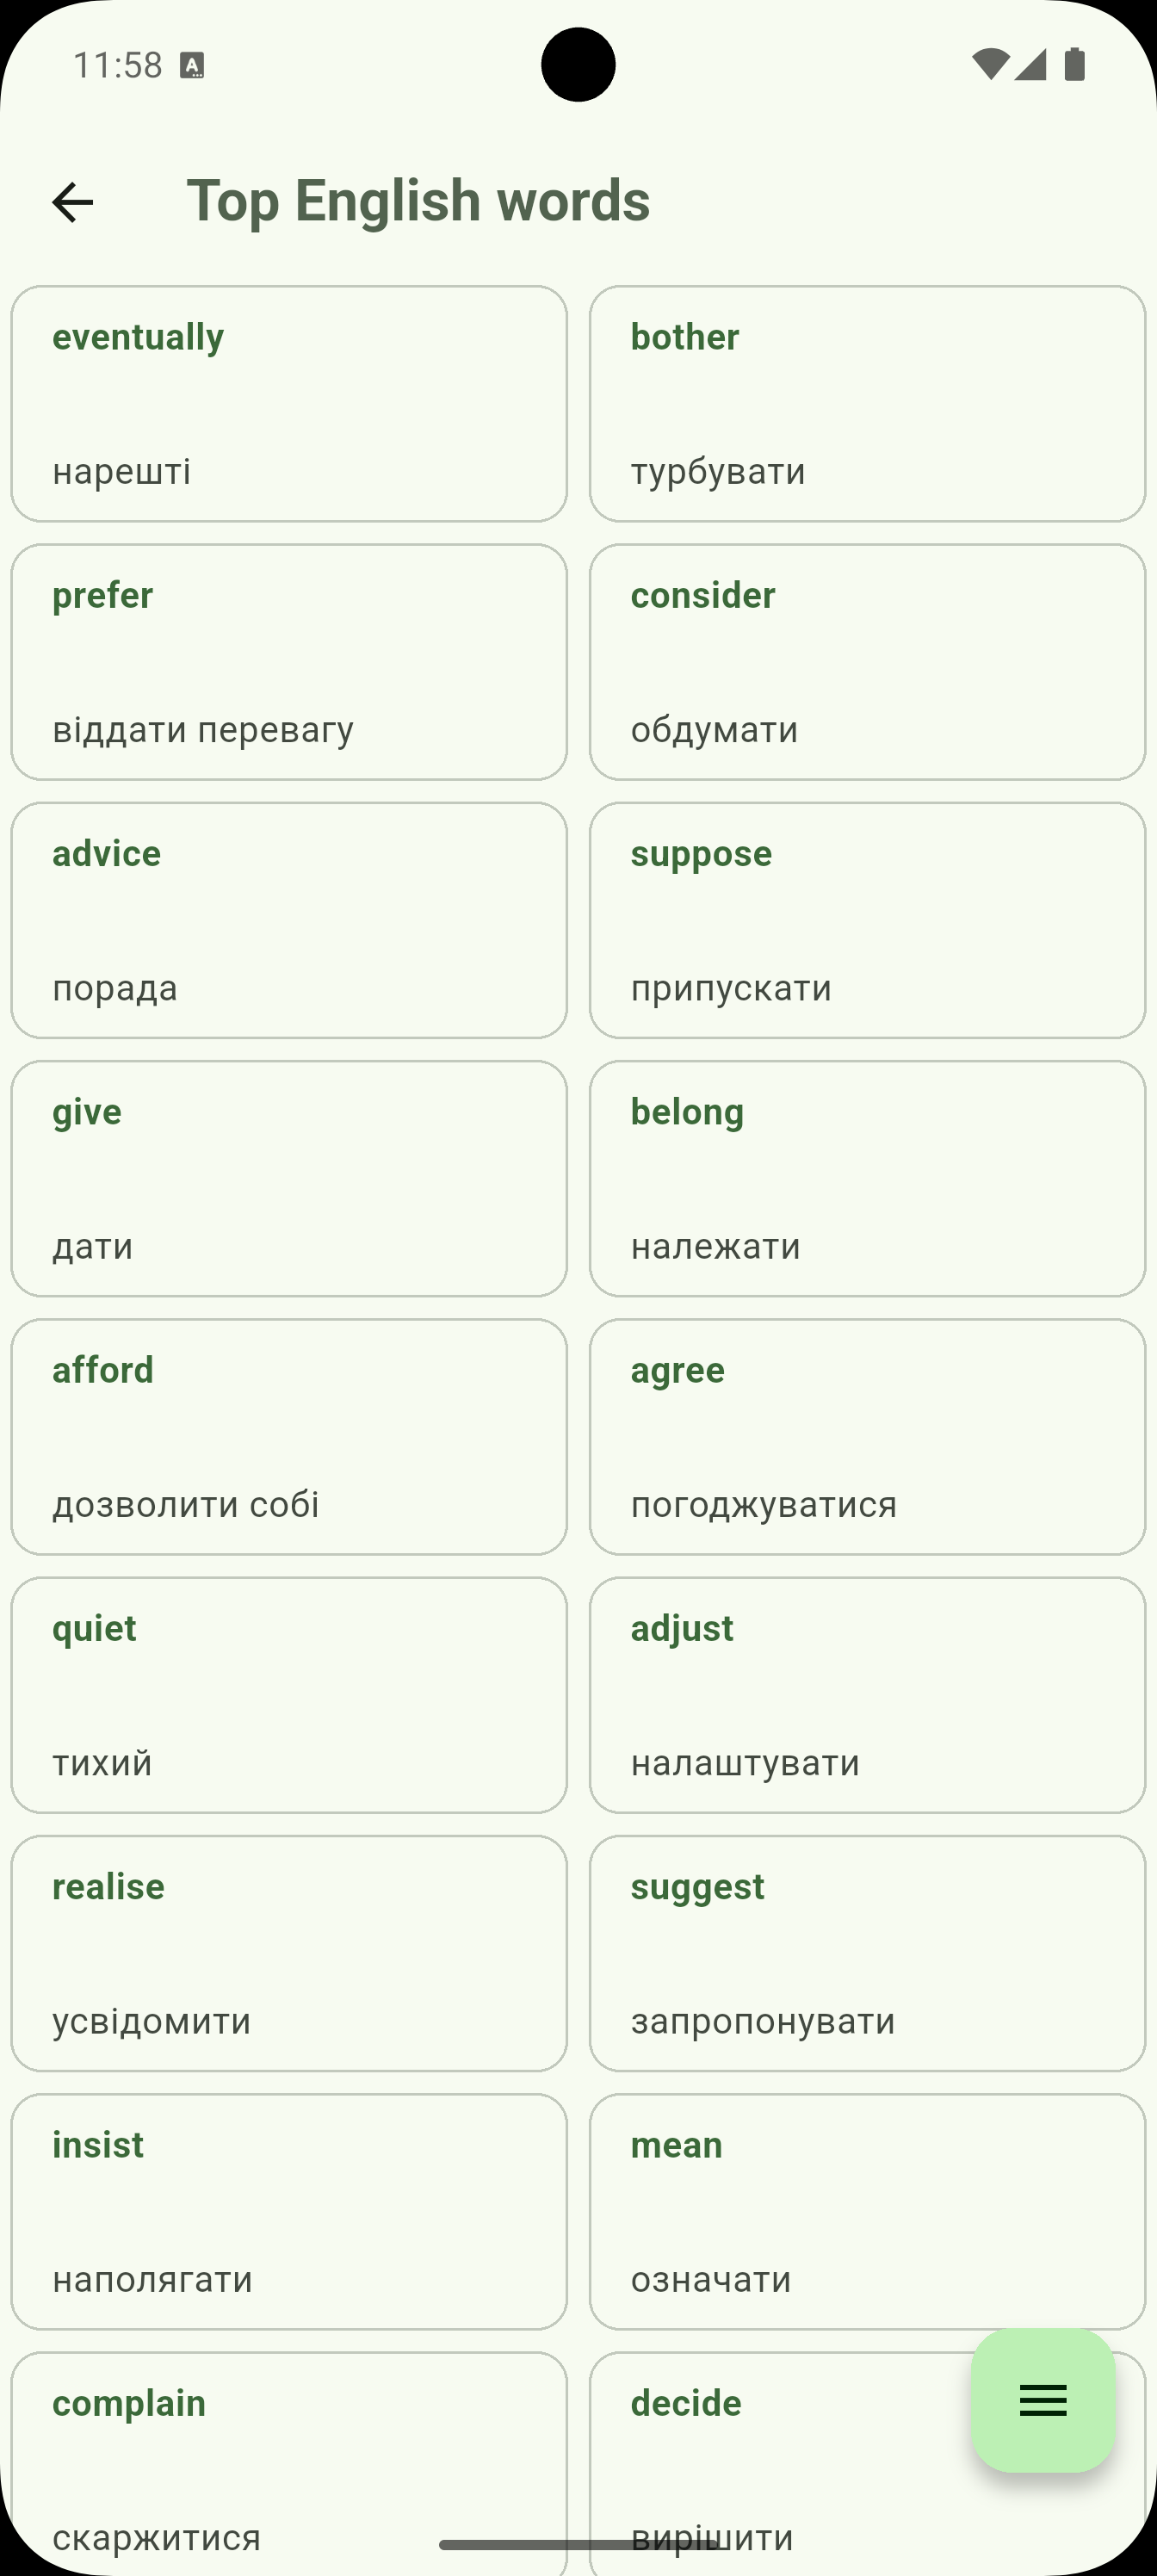 11:58
Top English words
eventually
нарешті
bother
турбувати
prefer
віддати перевагу
consider
обдумати
advice
порада
suppose
припускати
give
дати
belong
належати
afford
дозволити собі
agree
погоджуватися
quiet
тихий
adjust
налаштувати
realise
усвідомити
suggest
запропонувати
insist
наполягати
mean
означати
complain
скаржитися
decide
вирішити